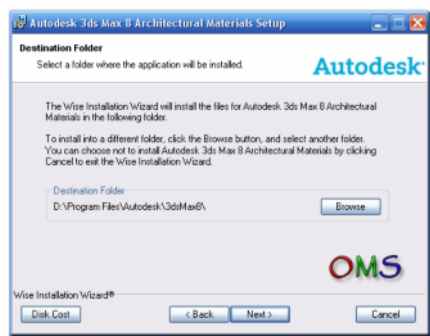 Autodesk 3ds Max 8 Architectural Materials Setup
Destination Folder
Select a folder where the application will be installed.
Autodesk
The Wise Installation Wizard will install the files for Autodesk 3ds Max 8 Architectural
Materials in the following folder.
To install into a different folder, click the Browse button, and select another folder.
You can choose not to install Autodesk 3ds Max 8 Architectural Materials by clicking
Cancel to exit the Wise Installation Wizard.
Destination Folder
D:\Program Files\Autodesk\3dsMax8\
Browse
OMS
Wise Installation Wizard®
Disk Cost
< Back
Next >
Cancel